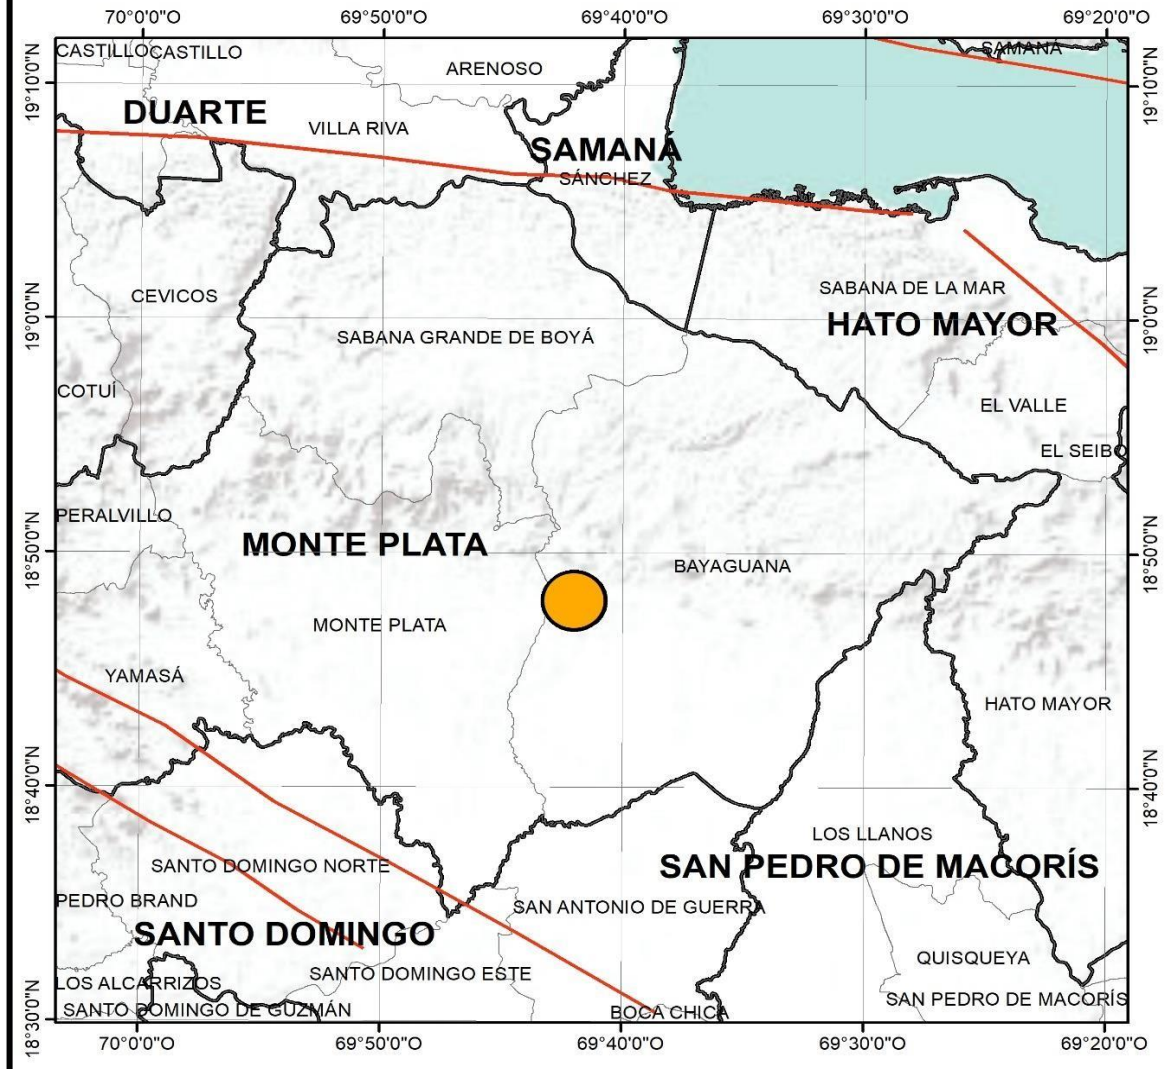 70°0'0"O 69°50'0"O 69°40'0"O 69°30'0"O 69°20'0"O
CASTILLO CASTILLO
SAMANÁ
ARENOSO
19°10'0"N
19°10'0"N
DUARTE
VILLA RIVA
SAMANÁ
SÁNCHEZ
CEVICOS
SABANA DE LA MAR
19°0'0"N
19°0'0"N
HATO MAYOR
SABANA GRANDE DE BOYÁ
COTUÍ
EL VALLE
EL SEIBO
PERALVILLO
MONTE PLATA
18°50'0"N
18°50'0"N
BAYAGUANA
MONTE PLATA
YAMASÁ
HATO MAYOR
18°40'0"N
18°40'0"N
LOS LLANOS
SANTO DOMINGO NORTE
SAN PEDRO DE MACORÍS
PEDRO BRAND
SAN ANTONIO DE GUERRA
SANTO DOMINGO
QUISQUEYA
SANTO DOMINGO ESTE
LOS ALCARRIZOS
SAN PEDRO DE MACORÍS
SANTO DOMINGO DE GUZMÁN
BOCA CHICA
18°30'0"N
18°30'0"N
70°0'0"O 69°50'0"O 69°40'0"O 69°30'0"O 69°20'0"O